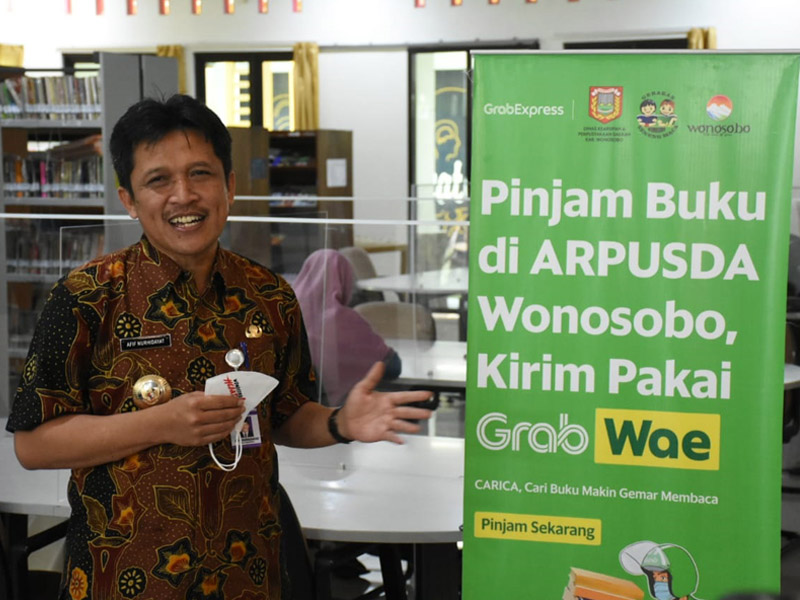 GrabExpress
wonosobo
Pinjam Buku
di ARPUSDA
Wonosobo,
Kirim Pakai
Grab Wae
CARICA, Cari Buku Makin Gemar Membaca
Pinjam Sekarang
AFIF NURHIDAYAT